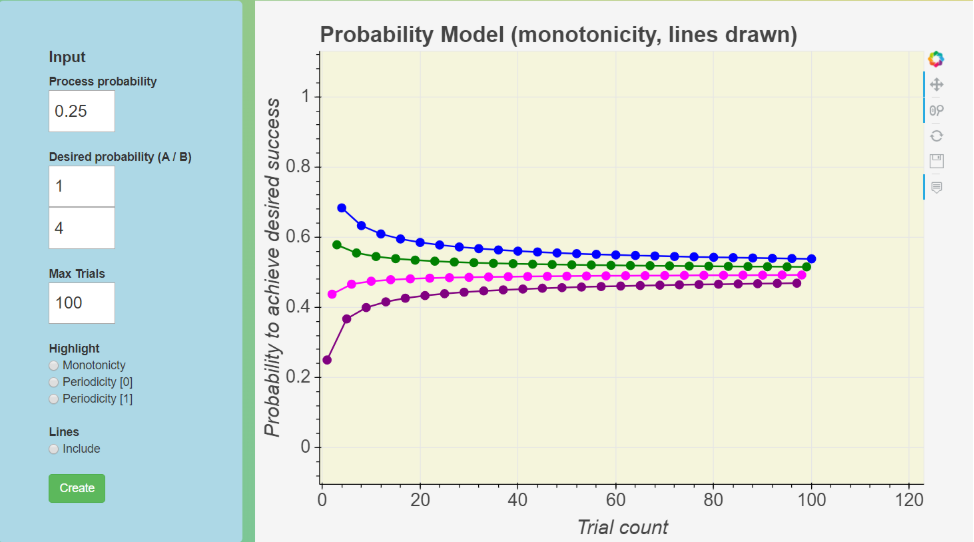 Input
Process probability
0.25
Desired probability (A / B)
1
4
Max Trials
100
Highlight
Monotonicty
Periodicity [0]
Periodicity [1]
Lines
Include
Create
Probability Model (monotonicity, lines drawn)
Probability to achieve desired success
1
0.8
0.6
0.4
0.2
0
0 20 40 60 80 100 120
Trial count